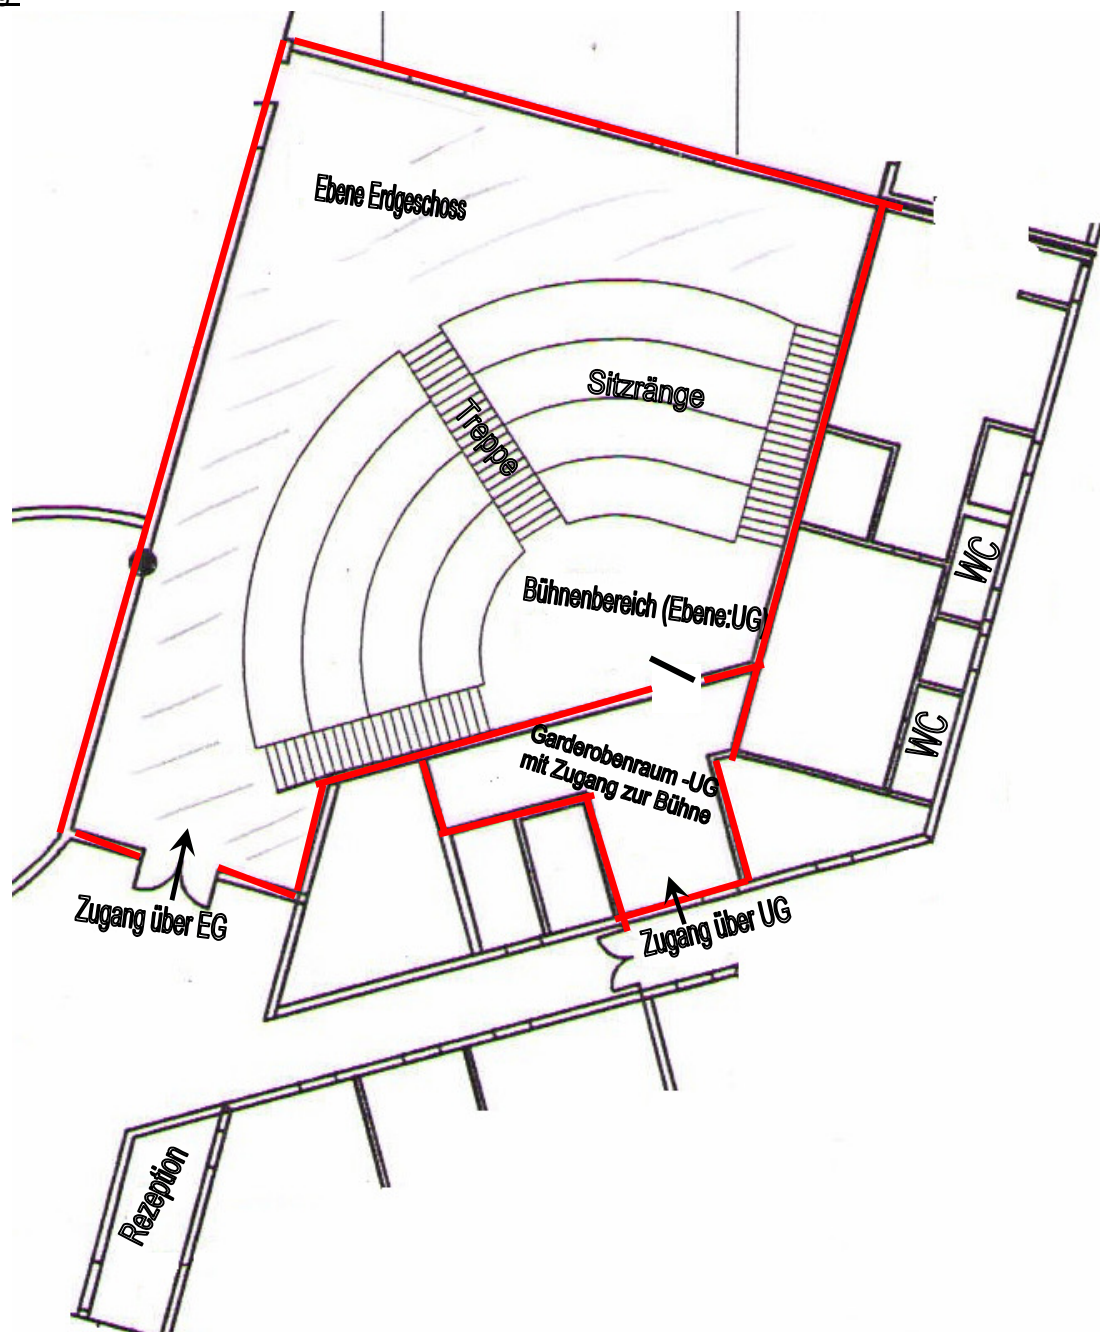 Ebene Erdgeschoss
Sitzränge
Treppe
WC
Bühnenbereich (Ebene:UG)
WC
Garderobenraum -UG
mit Zugang zur Bühne
Zugang über EG
Zugang über UG
Rezeption